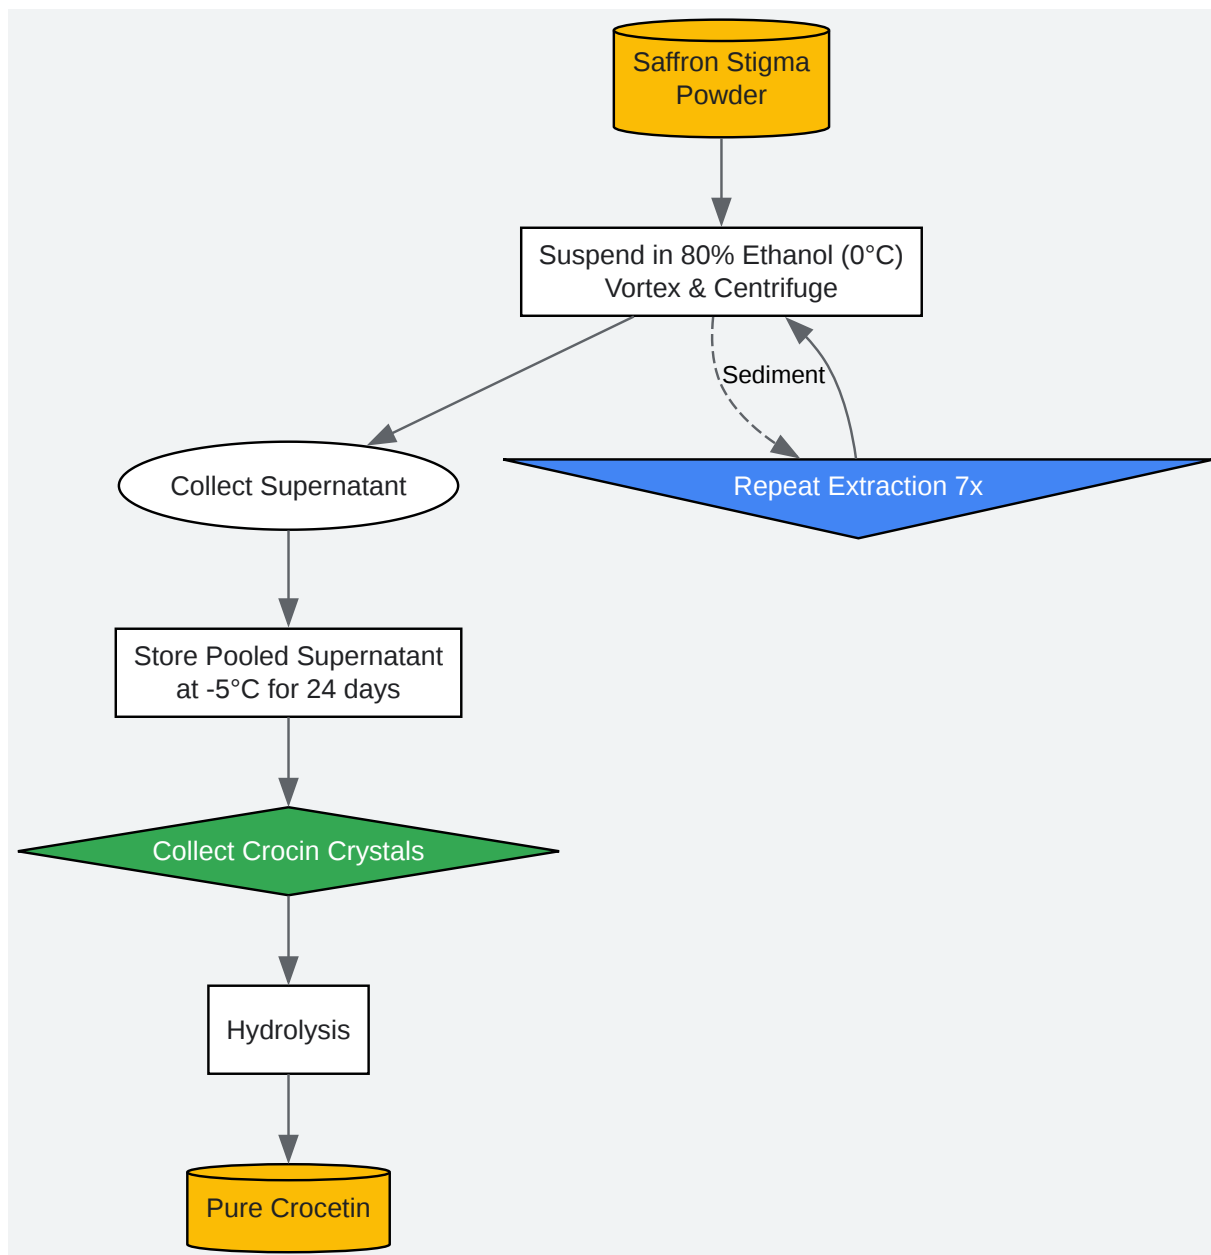 Saffron Stigma
Powder
Suspend in 80% Ethanol (0°C)
Vortex & Centrifuge
Sediment
Collect Supernatant
Repeat Extraction 7x
Store Pooled Supernatant
at -5°C for 24 days
Collect Crocin Crystals
Hydrolysis
Pure Crocetin